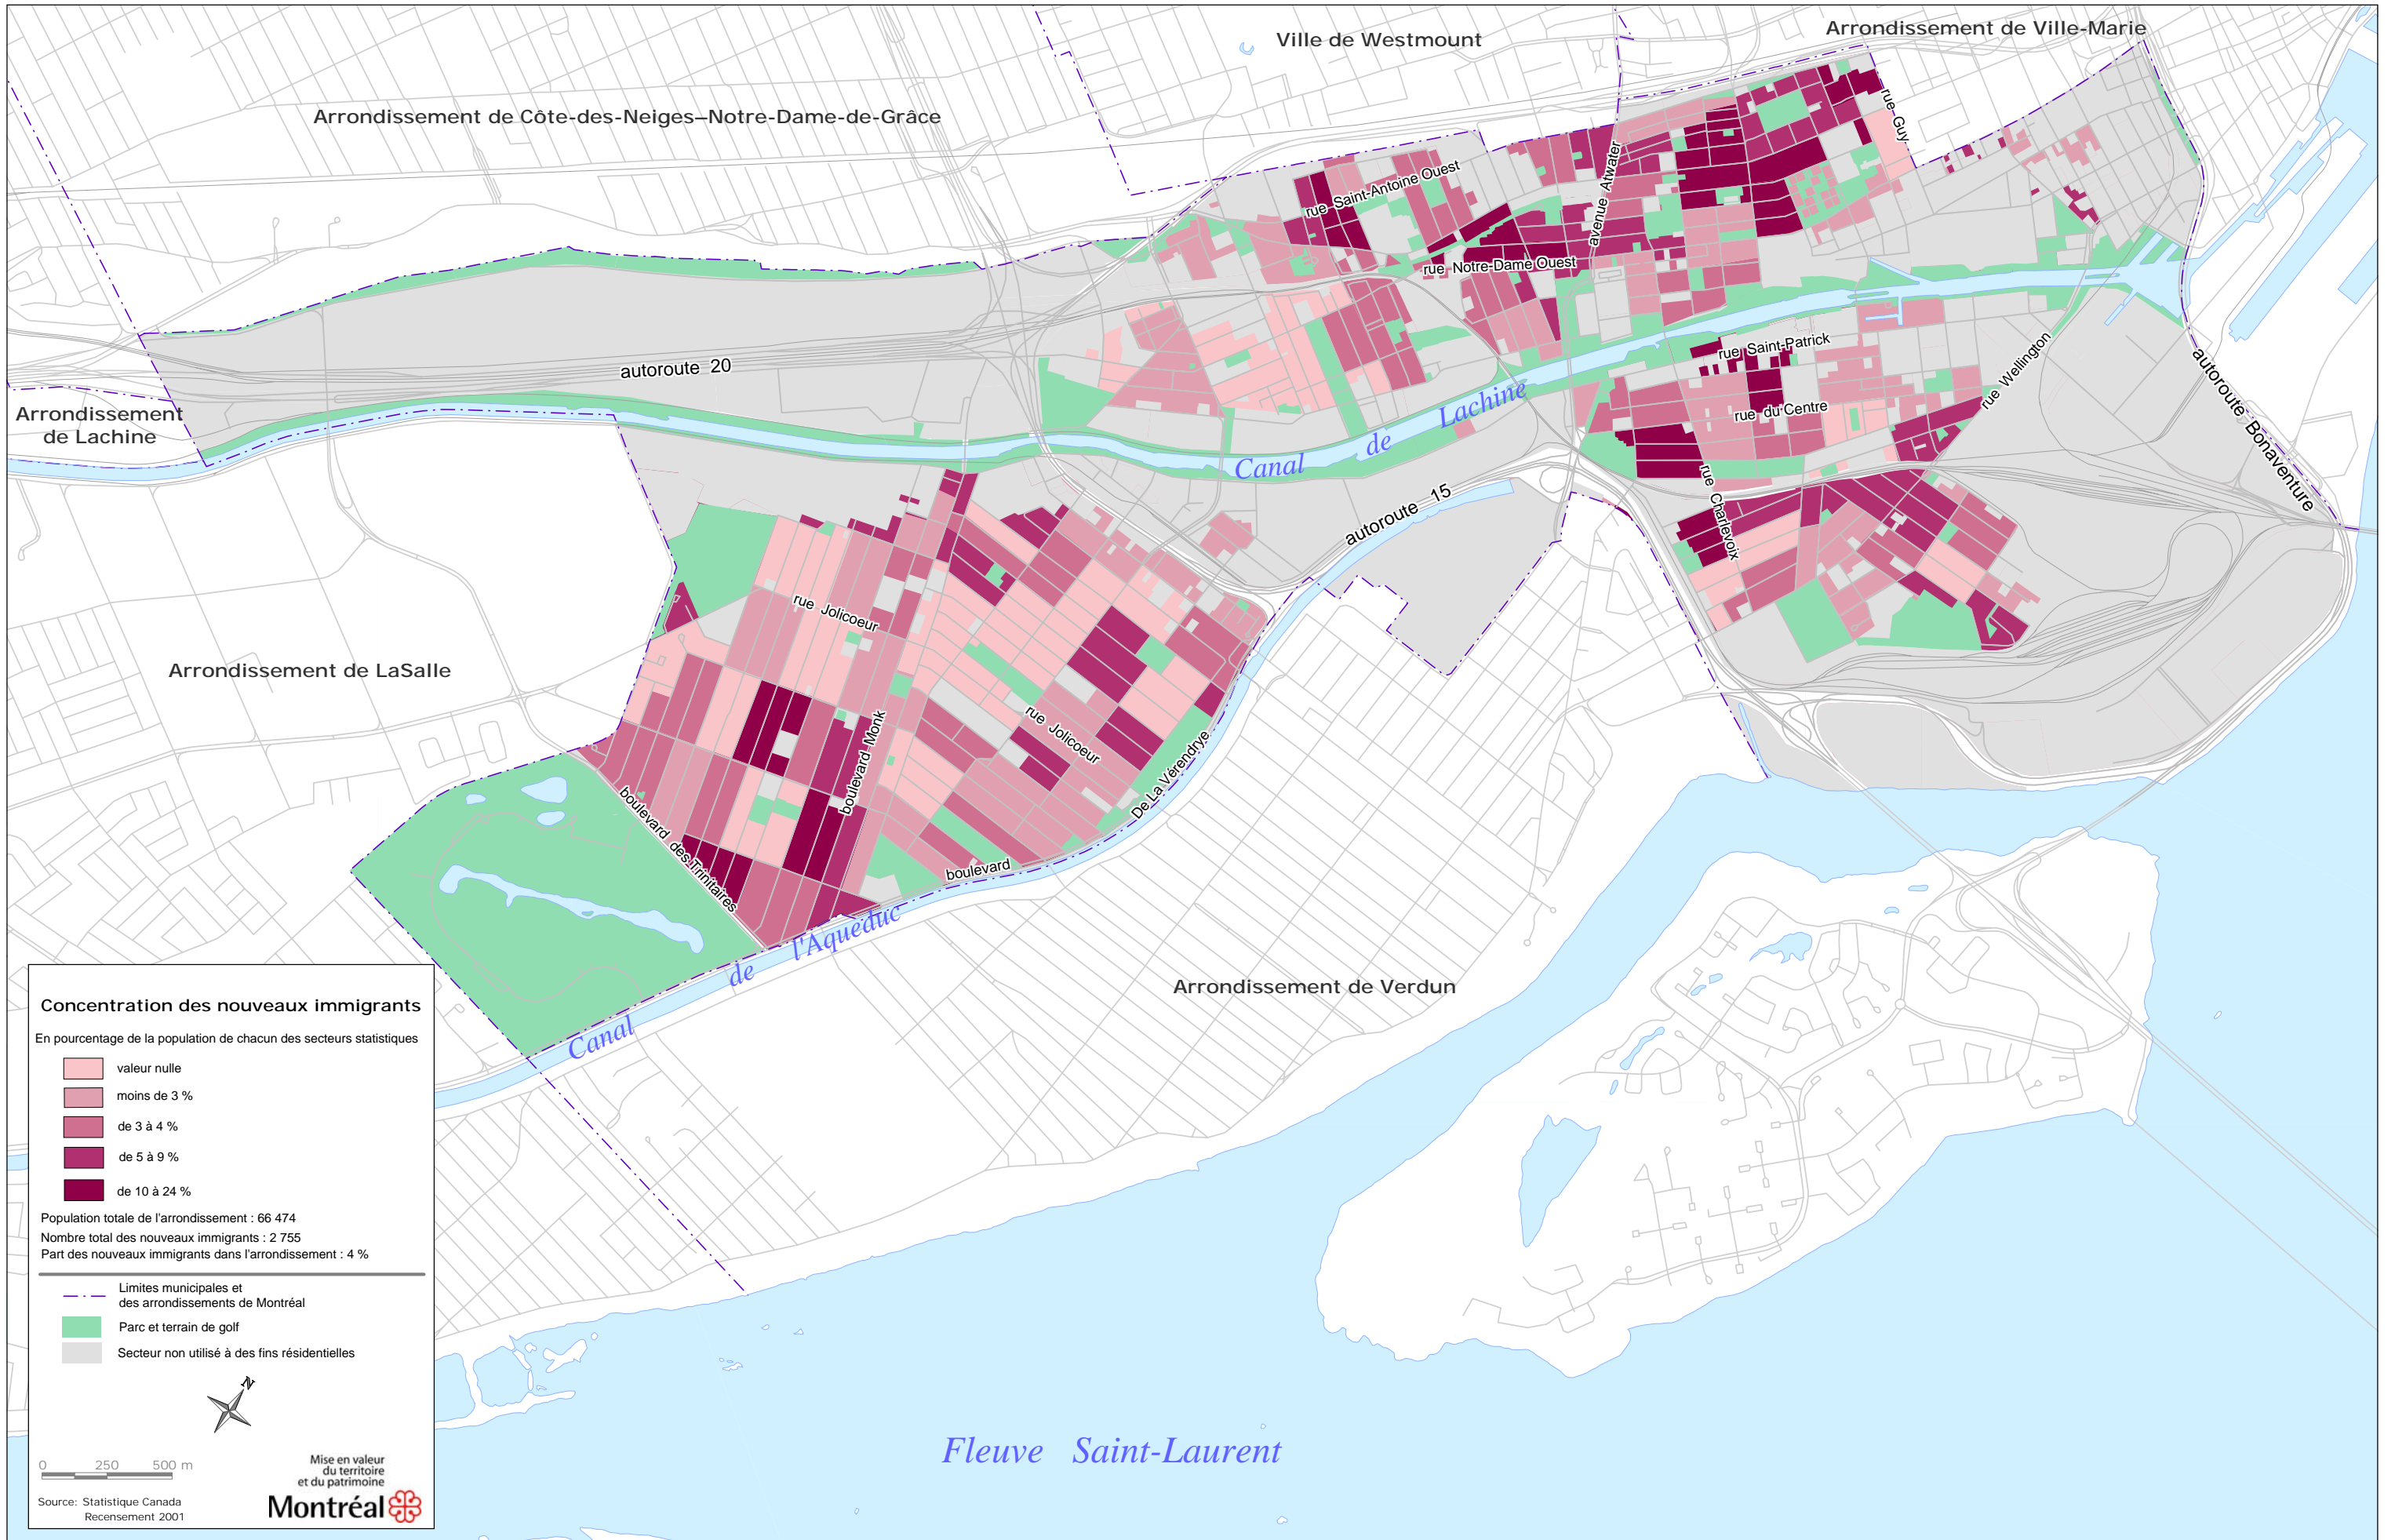 Arrondissement de Ville-Marie
Ville de Westmount
Arrondissement de Côte-des-Neiges–Notre-Dame-de-Grâce
rue Guy
avenue Atwater
rue Saint-Antoine Ouest
rue Notre-Dame Ouest
autoroute 20
rue Saint-Patrick
rue Wellington
autoroute Bonaventure
Arrondissement
de Lachine
Canal de Lachine
rue du Centre
rue Charlevoix
autoroute 15
rue Jolicoeur
Arrondissement de LaSalle
boulevard Monk
rue Jolicoeur
boulevard De La Vérendrye
boulevard des Trinitaires
Canal de l'Aqueduc
Arrondissement de Verdun
Fleuve Saint-Laurent
Concentration des nouveaux immigrants
En pourcentage de la population de chacun des secteurs statistiques
valeur nulle
moins de 3 %
de 3 à 4 %
de 5 à 9 %
de 10 à 24 %
Population totale de l'arrondissement : 66 474
Nombre total des nouveaux immigrants : 2 755
Part des nouveaux immigrants dans l'arrondissement : 4 %
Limites municipales et
des arrondissements de Montréal
Parc et terrain de golf
Secteur non utilisé à des fins résidentielles
N
0 250 500 m
Source: Statistique Canada
Recensement 2001
Mise en valeur
du territoire
et du patrimoine
Montréal